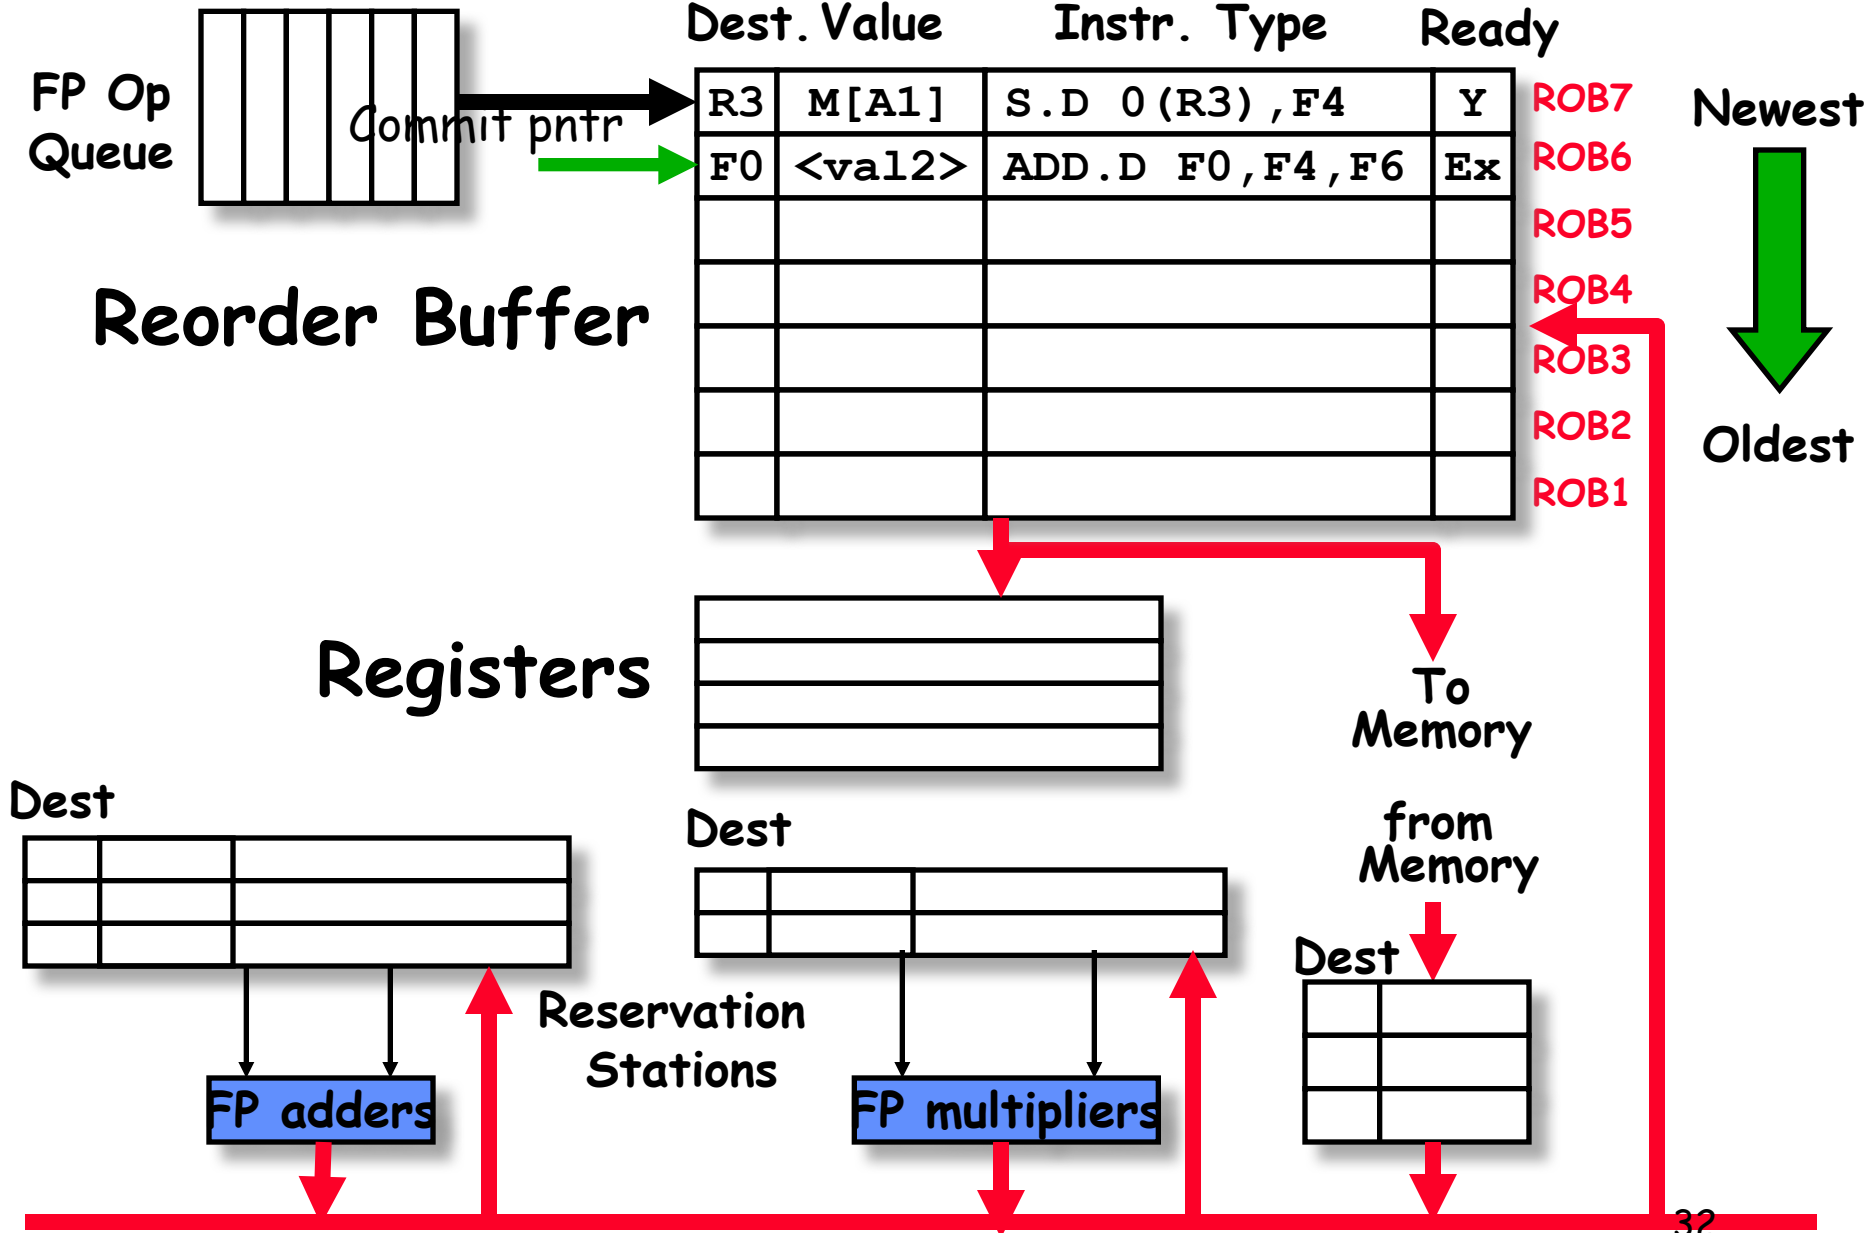 Dest. Value Instr. Type Ready
FP Op
Queue
Commit pntr
R3 M[A1] S.D 0(R3),F4 Y ROB7
F0 <val2> ADD.D F0,F4,F6 Ex ROB6
ROB5
ROB4
ROB3
ROB2
ROB1
Newest
Oldest
Reorder Buffer
Registers
To
Memory
from
Memory
Dest
Dest
Dest
Reservation
Stations
FP adders
FP multipliers
32